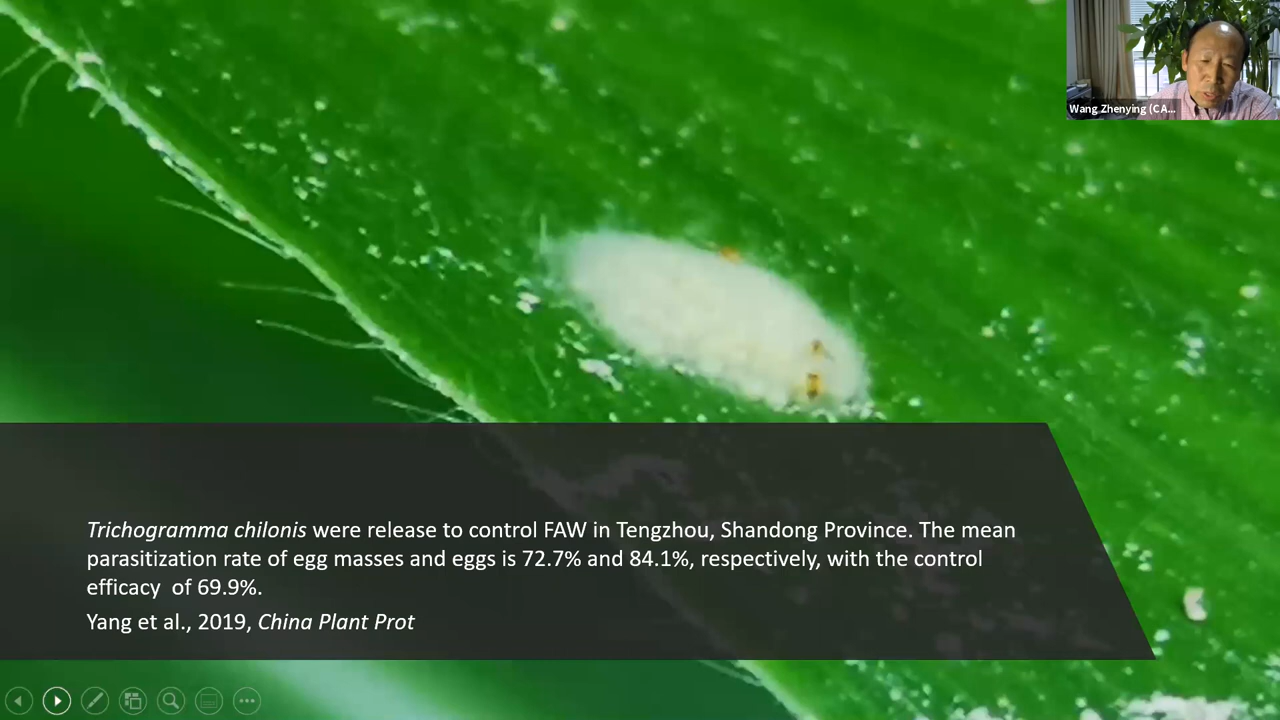 Wang Zhenying (CA...
Trichogramma chilonis were release to control FAW in Tengzhou, Shandong Province. The mean
parasitization rate of egg masses and eggs is 72.7% and 84.1%, respectively, with the control
efficacy  of 69.9%.
Yang et al., 2019, China Plant Prot